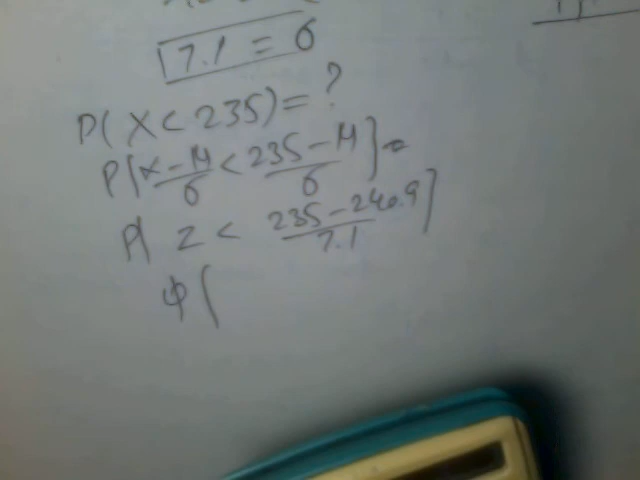 7.1 = σ
P(X < 235) = ?
P[x - μ / σ < 235 - μ / σ] =
P[ Z < 235 - 240.9 / 7.1 ]
φ (